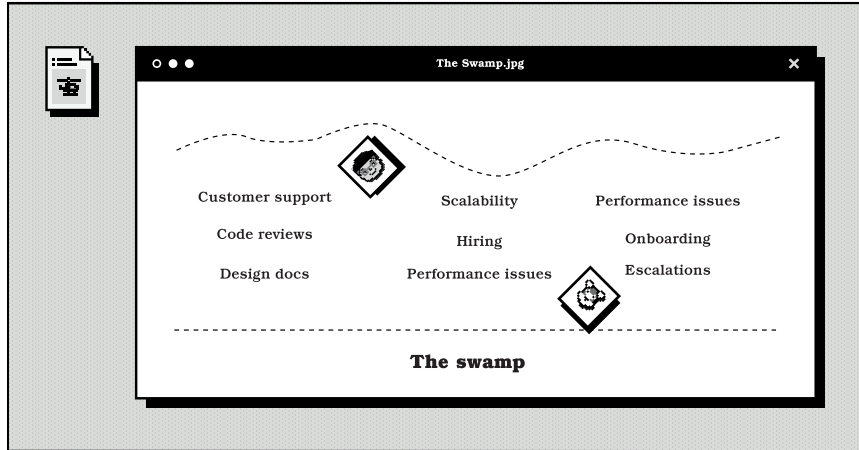 The Swamp.jpg
Customer support
Scalability
Performance issues
Code reviews
Hiring
Onboarding
Design docs
Performance issues
Escalations
The swamp